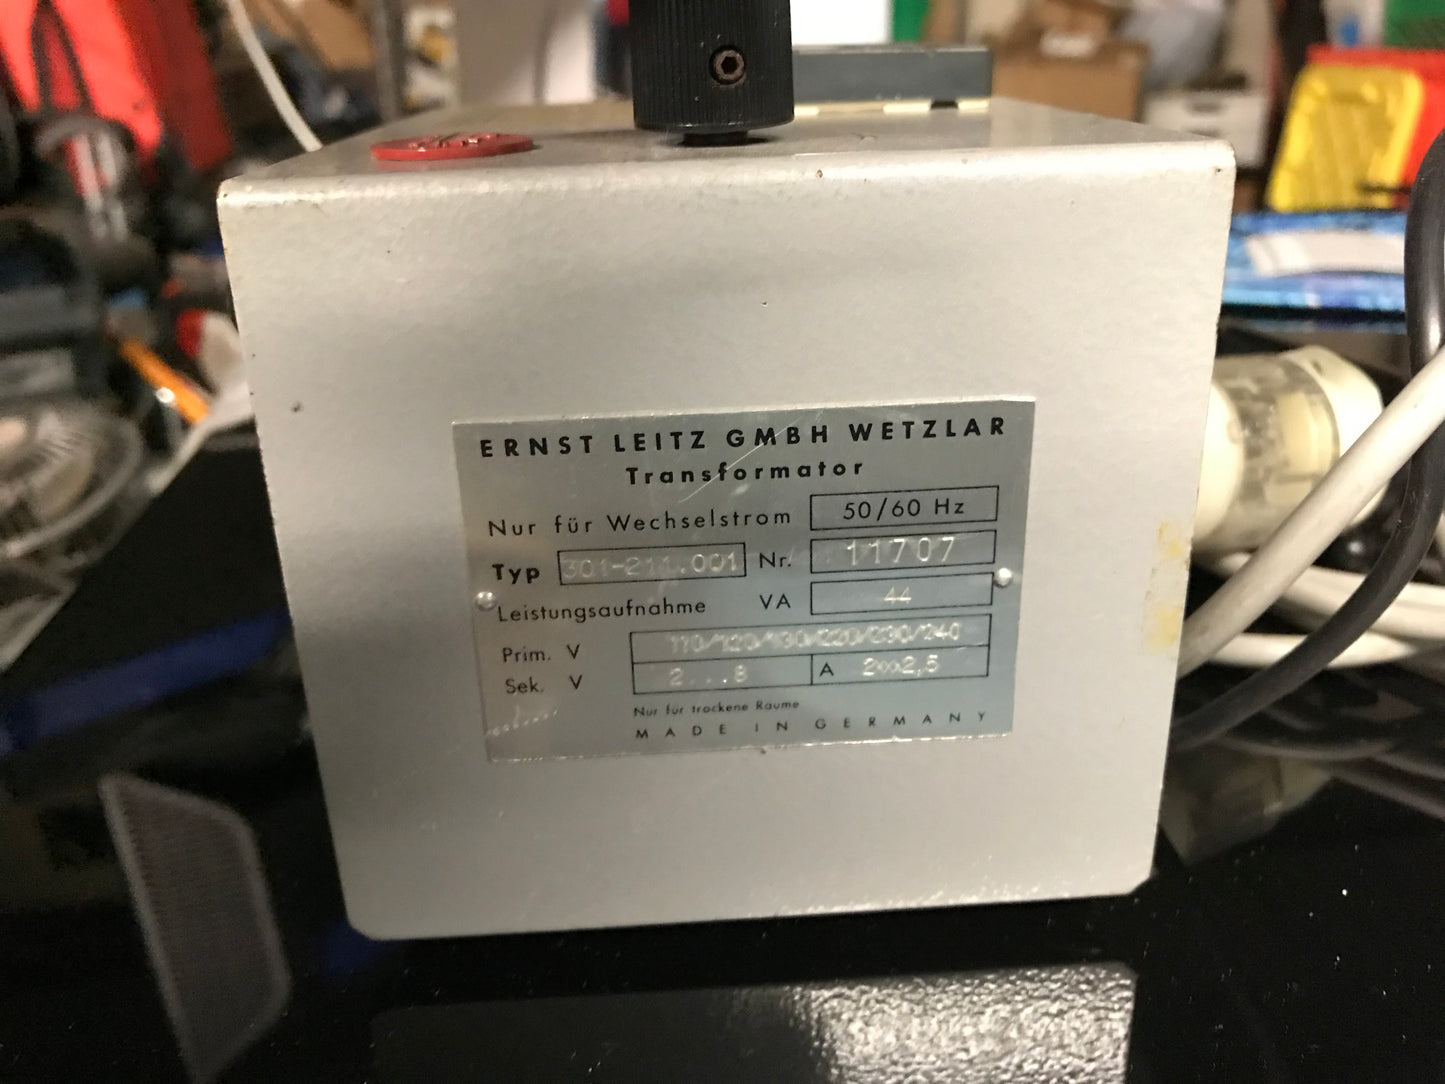 ERNST LEITZ GMBH WETZLAR
Transformator
Nur für Wechselstrom 50/60 Hz
Typ 301-211.001 Nr. 11707
Leistungsaufnahme VA 44
Prim. V 110/120/130/220/230/240
Sek. V 2...8 A 2∞2,5
Nur für trockene Räume
MADE IN GERMANY